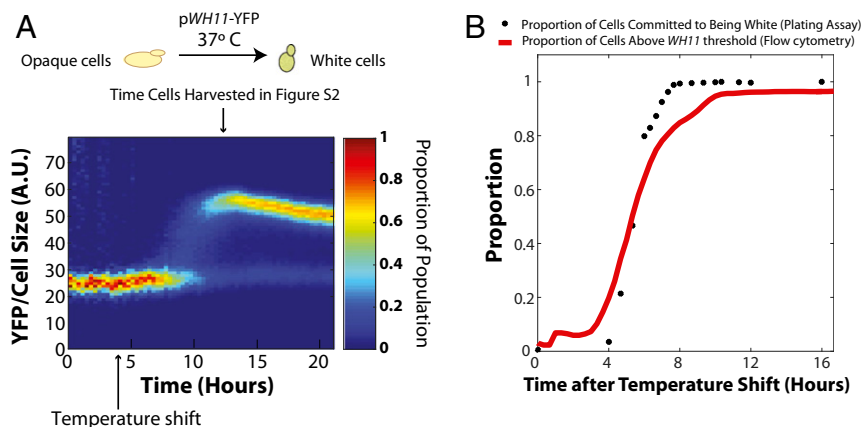 A
pWH11-YFP
37º C
Opaque cells
White cells
Time Cells Harvested in Figure S2
YFP/Cell Size (A.U.)
70
60
50
40
30
20
10
0
0
5
10
15
20
Time (Hours)
Temperature shift
1
0.8
0.6
0.4
0.2
0
Proportion of Population
B
Proportion of Cells Committed to Being White (Plating Assay)
Proportion of Cells Above WH11 threshold (Flow cytometry)
Proportion
1
0.8
0.6
0.4
0.2
0
0
4
8
12
16
Time after Temperature Shift (Hours)